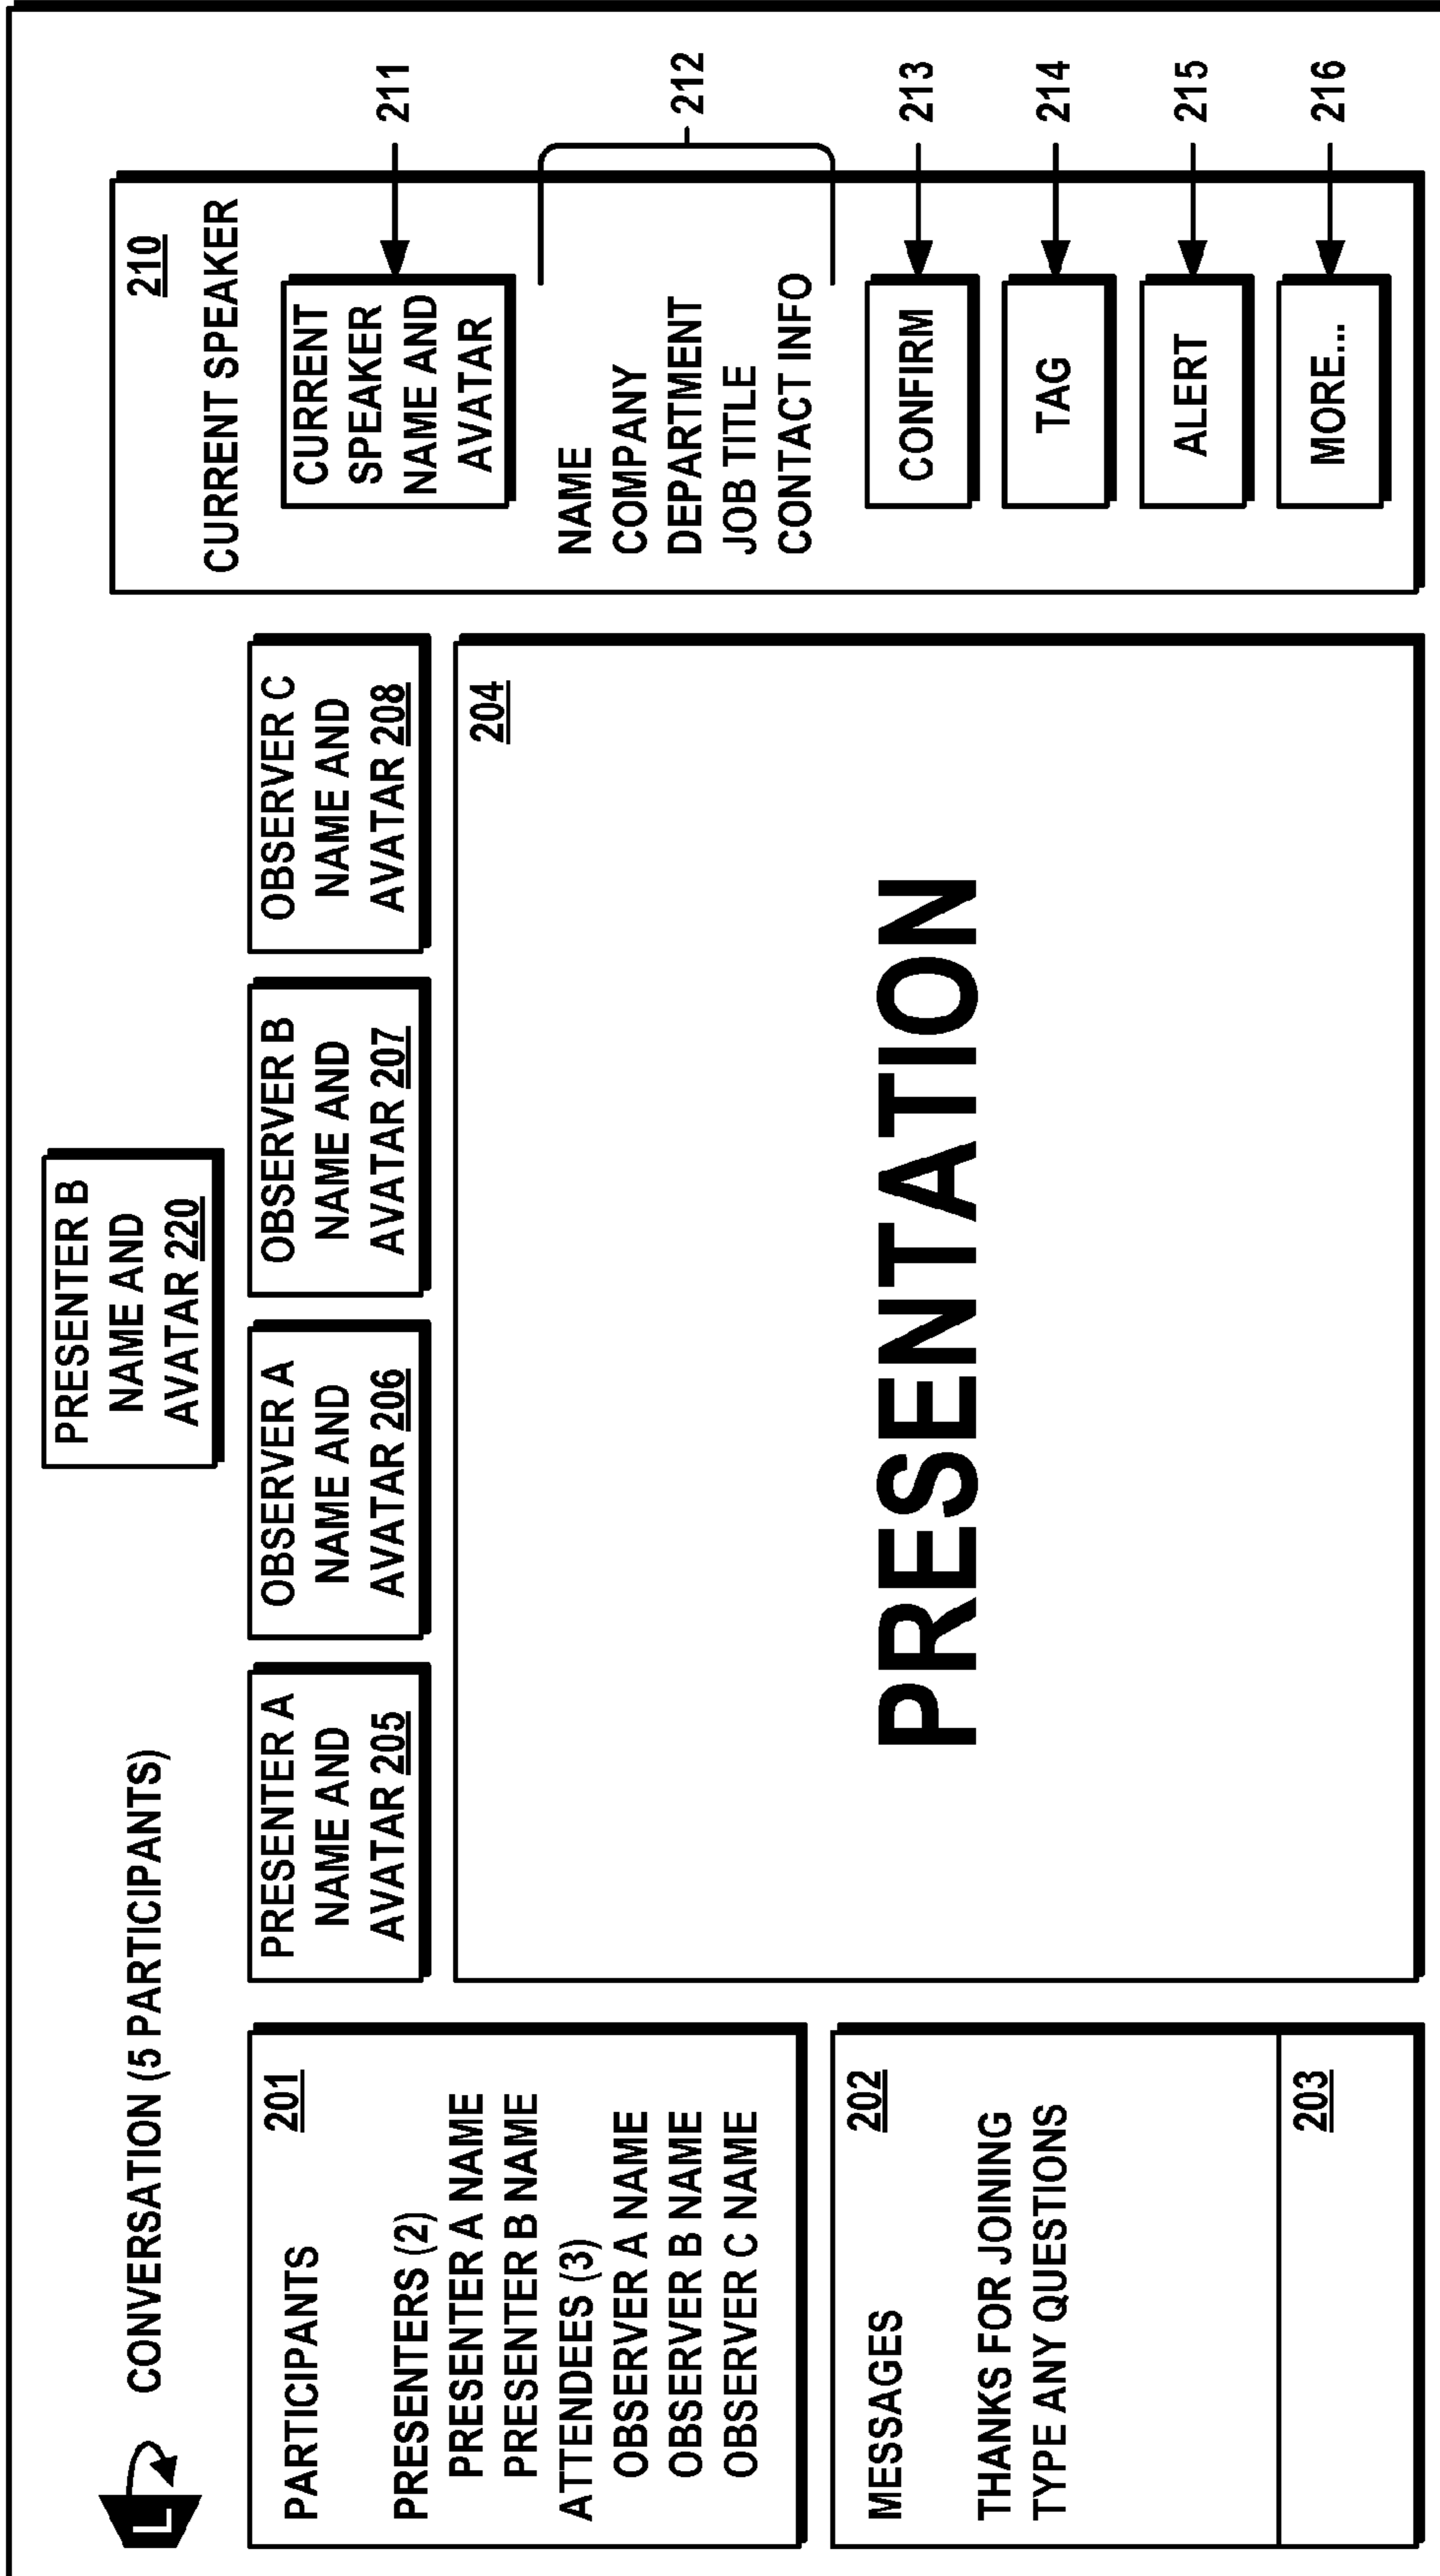 L
CONVERSATION (5 PARTICIPANTS)
PRESENTER B
NAME AND
AVATAR 220
201
PARTICIPANTS
PRESENTERS (2)
PRESENTER A NAME
PRESENTER B NAME
ATTENDEES (3)
OBSERVER A NAME
OBSERVER B NAME
OBSERVER C NAME
202
MESSAGES
THANKS FOR JOINING
TYPE ANY QUESTIONS
203
PRESENTER A
NAME AND
AVATAR 205
OBSERVER A
NAME AND
AVATAR 206
OBSERVER B
NAME AND
AVATAR 207
OBSERVER C
NAME AND
AVATAR 208
204
PRESENTATION
210
CURRENT SPEAKER
CURRENT
SPEAKER
NAME AND
AVATAR
211
NAME
COMPANY
DEPARTMENT
JOB TITLE
CONTACT INFO
212
CONFIRM
213
TAG
214
ALERT
215
MORE...
216